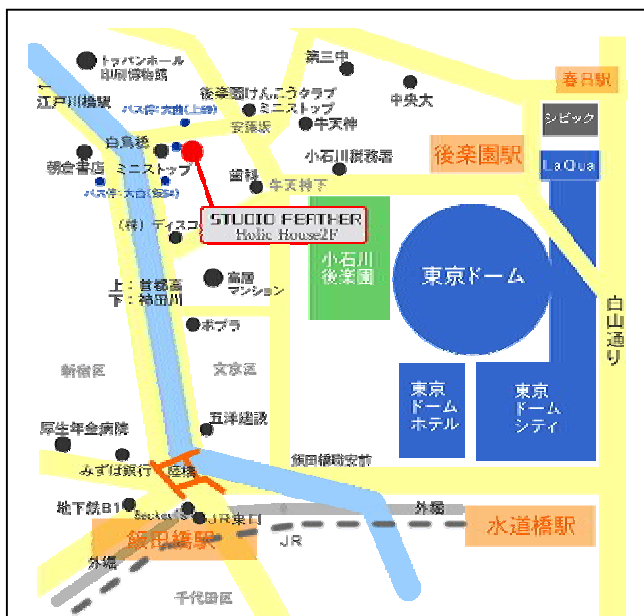 トッパンホール
印刷博物館
←
江戸川橋駅
第三中
中央大
春日駅
後楽園けんこうクラブ
ミニストップ
シビック
安藤坂
牛天神
白鳥橋
後楽園駅
朝倉書店
ミニストップ
歯科
小石川税務署
LaQua
牛天神下
STUDIO FEATHER
Holic House2F
(株)ディスコ
小石川
後楽園
東京ドーム
上：首都高
下：神田川
富居
マンション
白山通り
ポプラ
新宿区
文京区
東京
ドーム
ホテル
東京
ドーム
シティ
五洋建設
厚生年金病院
みずほ銀行
陸橋
飯田橋職安前
地下鉄B1
Becker's
JR東口
外堀
飯田橋駅
水道橋駅
JR
外堀
千代田区